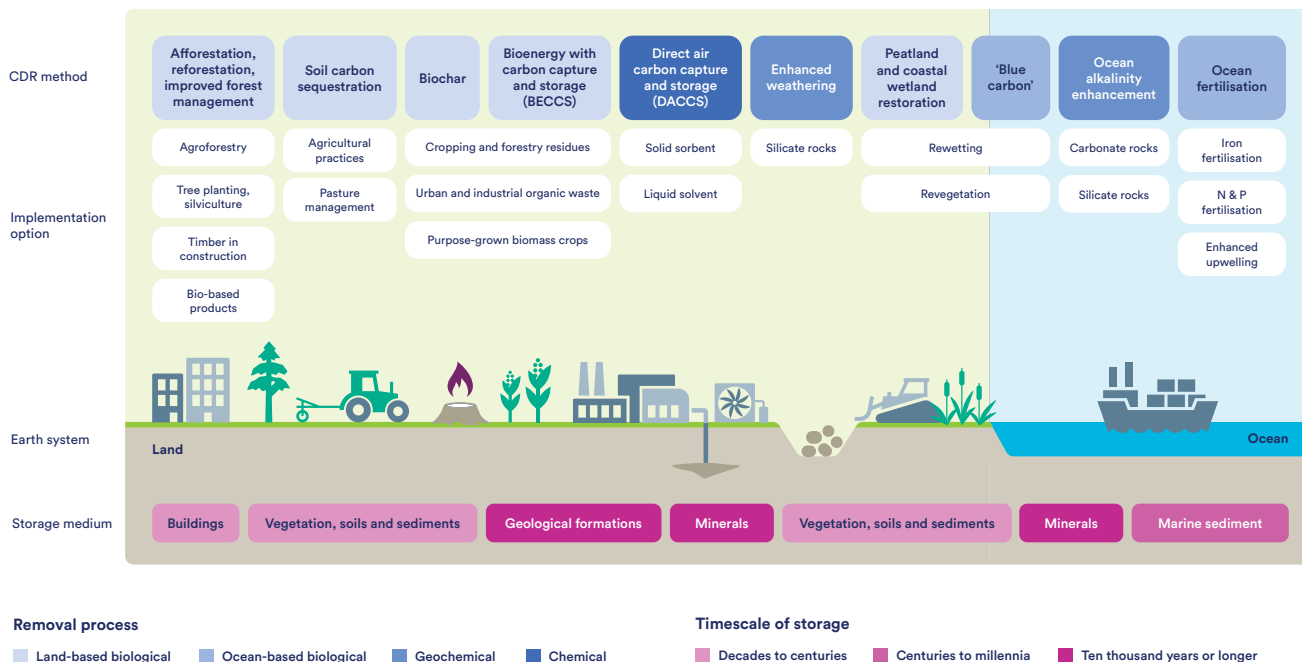 CDR method
Afforestation,
reforestation,
improved forest
management
Soil carbon
sequestration
Biochar
Bioenergy with
carbon capture
and storage
(BECCS)
Direct air
carbon capture
and storage
(DACCS)
Enhanced
weathering
Peatland
and coastal
wetland
restoration
‘Blue
carbon’
Ocean
alkalinity
enhancement
Ocean
fertilisation
Implementation
option
Agroforestry
Tree planting,
silviculture
Timber in
construction
Bio-based
products
Agricultural
practices
Pasture
management
Cropping and forestry residues
Urban and industrial organic waste
Purpose-grown biomass crops
Solid sorbent
Liquid solvent
Silicate rocks
Rewetting
Revegetation
Carbonate rocks
Silicate rocks
Iron
fertilisation
N & P
fertilisation
Enhanced
upwelling
Earth system
Land
Ocean
Storage medium
Buildings
Vegetation, soils and sediments
Geological formations
Minerals
Vegetation, soils and sediments
Minerals
Marine sediment
Removal process
Land-based biological
Ocean-based biological
Geochemical
Chemical
Timescale of storage
Decades to centuries
Centuries to millennia
Ten thousand years or longer